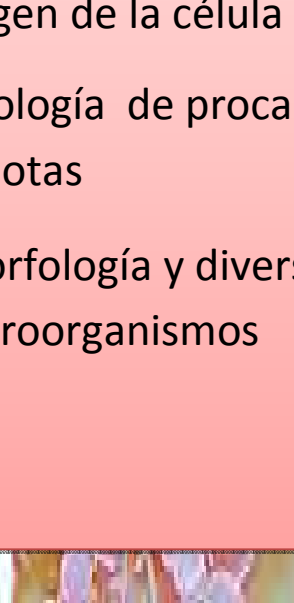 gen de la célula
ología de proca
otas
orfología y divers
roorganismos